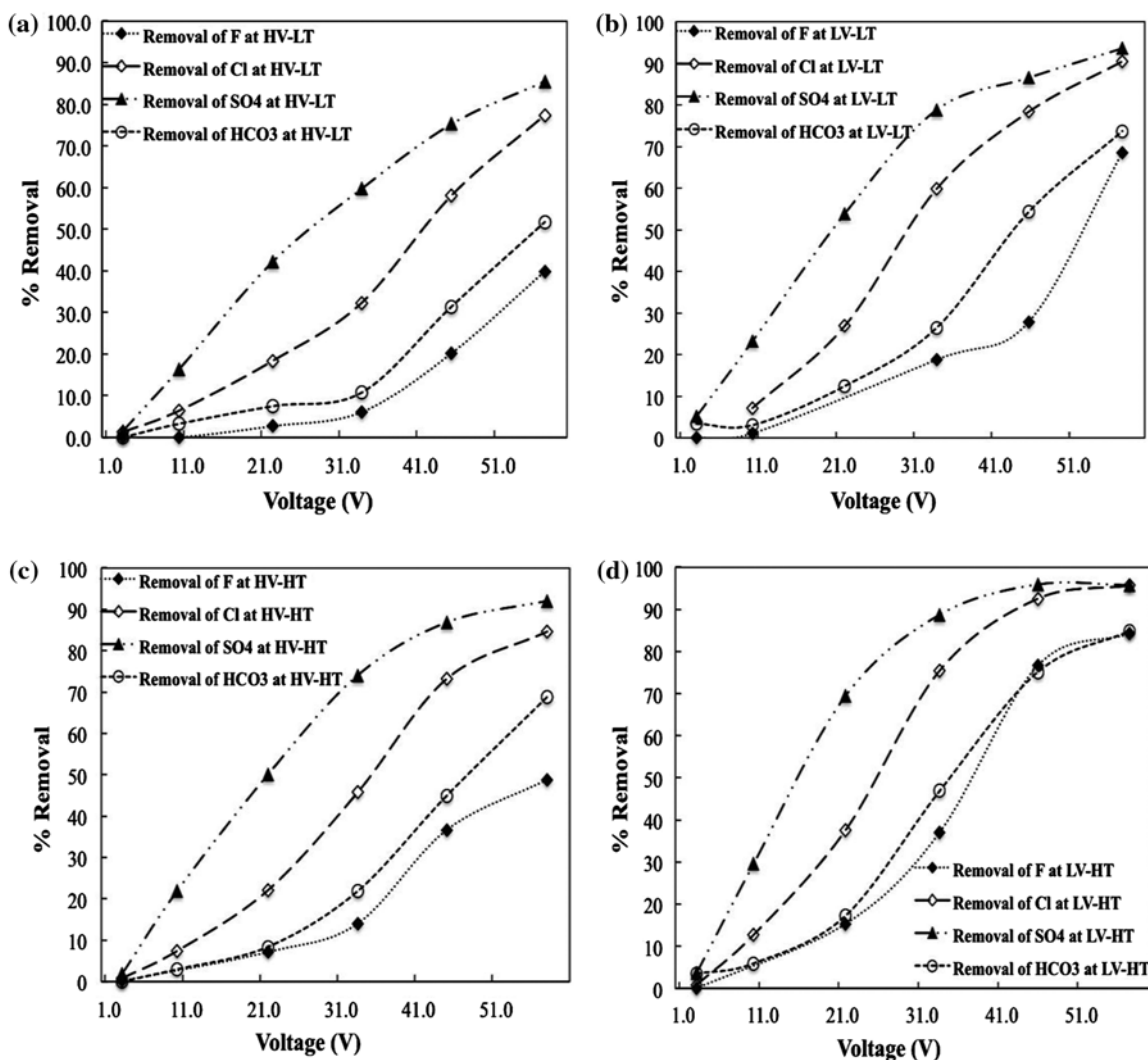 (a)
100.0
90.0
80.0
70.0
60.0
50.0
40.0
30.0
20.0
10.0
0.0
% Removal
Removal of F at HV-LT
Removal of Cl at HV-LT
Removal of SO4 at HV-LT
Removal of HCO3 at HV-LT
1.0 11.0 21.0 31.0 41.0 51.0
Voltage (V)
(b)
100
90
80
70
60
50
40
30
20
10
0
% Removal
Removal of F at LV-LT
Removal of Cl at LV-LT
Removal of SO4 at LV-LT
Removal of HCO3 at LV-LT
1.0 11.0 21.0 31.0 41.0 51.0
Voltage (V)
(c)
100
90
80
70
60
50
40
30
20
10
0
% Removal
Removal of F at HV-HT
Removal of Cl at HV-HT
Removal of SO4 at HV-HT
Removal of HCO3 at HV-HT
1.0 11.0 21.0 31.0 41.0 51.0
Voltage (V)
(d)
100
90
80
70
60
50
40
30
20
10
0
% Removal
Removal of F at LV-HT
Removal of Cl at LV-HT
Removal of SO4 at LV-HT
Removal of HCO3 at LV-HT
1.0 11.0 21.0 31.0 41.0 51.0
Voltage (V)